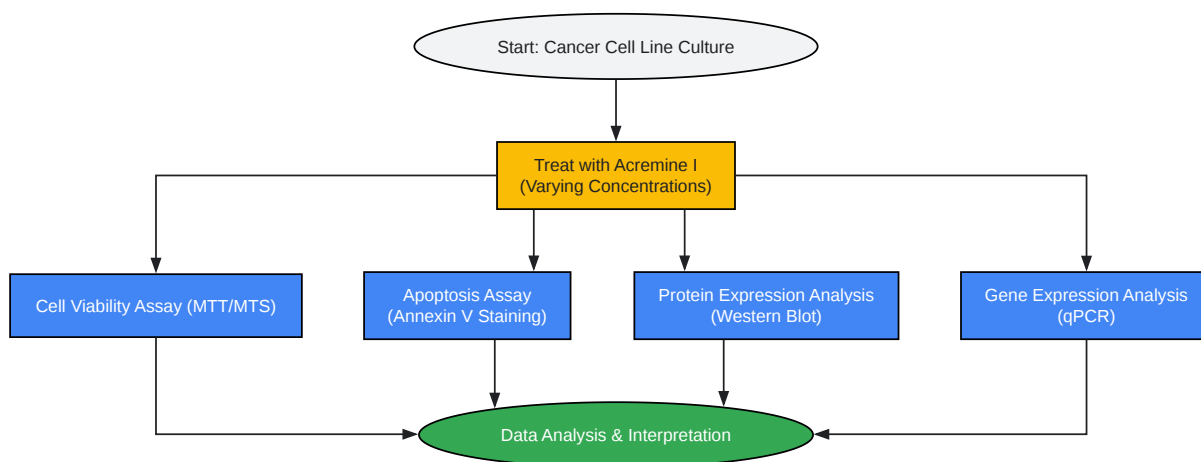 Start: Cancer Cell Line Culture
Treat with Acremine I
(Varying Concentrations)
Cell Viability Assay (MTT/MTS)
Apoptosis Assay
(Annexin V Staining)
Protein Expression Analysis
(Western Blot)
Gene Expression Analysis
(qPCR)
Data Analysis & Interpretation